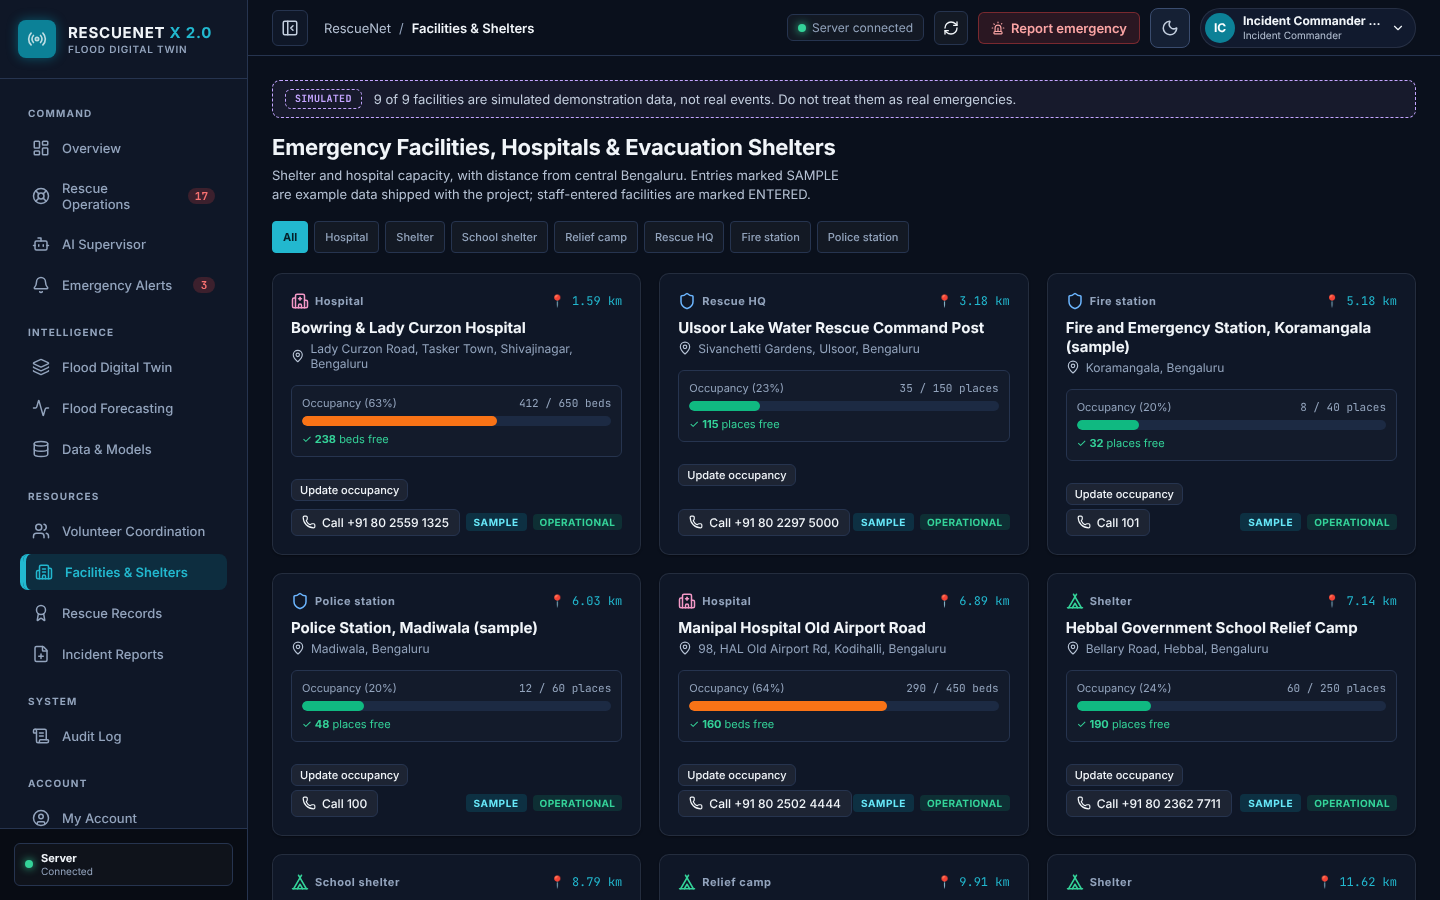 RESCUENET X 2.0
FLOOD DIGITAL TWIN
COMMAND
Overview
Rescue
Operations
17
AI Supervisor
Emergency Alerts
3
INTELLIGENCE
Flood Digital Twin
Flood Forecasting
Data & Models
RESOURCES
Volunteer Coordination
Facilities & Shelters
Rescue Records
Incident Reports
SYSTEM
Audit Log
ACCOUNT
My Account
Server
Connected
RescueNet / Facilities & Shelters
Server connected
Report emergency
IC
Incident Commander ...
Incident Commander
SIMULATED
9 of 9 facilities are simulated demonstration data, not real events. Do not treat them as real emergencies.
Emergency Facilities, Hospitals & Evacuation Shelters
Shelter and hospital capacity, with distance from central Bengaluru. Entries marked SAMPLE
are example data shipped with the project; staff-entered facilities are marked ENTERED.
All
Hospital
Shelter
School shelter
Relief camp
Rescue HQ
Fire station
Police station
Hospital
1.59 km
Bowring & Lady Curzon Hospital
Lady Curzon Road, Tasker Town, Shivajinagar,
Bengaluru
Occupancy (63%)
412 / 650 beds
✓ 238 beds free
Update occupancy
Call +91 80 2559 1325
SAMPLE
OPERATIONAL
Rescue HQ
3.18 km
Ulsoor Lake Water Rescue Command Post
Sivanchetti Gardens, Ulsoor, Bengaluru
Occupancy (23%)
35 / 150 places
✓ 115 places free
Update occupancy
Call +91 80 2297 5000
SAMPLE
OPERATIONAL
Fire station
5.18 km
Fire and Emergency Station, Koramangala
(sample)
Koramangala, Bengaluru
Occupancy (20%)
8 / 40 places
✓ 32 places free
Update occupancy
Call 101
SAMPLE
OPERATIONAL
Police station
6.03 km
Police Station, Madiwala (sample)
Madiwala, Bengaluru
Occupancy (20%)
12 / 60 places
✓ 48 places free
Update occupancy
Call 100
SAMPLE
OPERATIONAL
Hospital
6.89 km
Manipal Hospital Old Airport Road
98, HAL Old Airport Rd, Kodihalli, Bengaluru
Occupancy (64%)
290 / 450 beds
✓ 160 beds free
Update occupancy
Call +91 80 2502 4444
SAMPLE
OPERATIONAL
Shelter
7.14 km
Hebbal Government School Relief Camp
Bellary Road, Hebbal, Bengaluru
Occupancy (24%)
60 / 250 places
✓ 190 places free
Update occupancy
Call +91 80 2362 7711
SAMPLE
OPERATIONAL
School shelter
8.79 km
Relief camp
9.91 km
Shelter
11.62 km